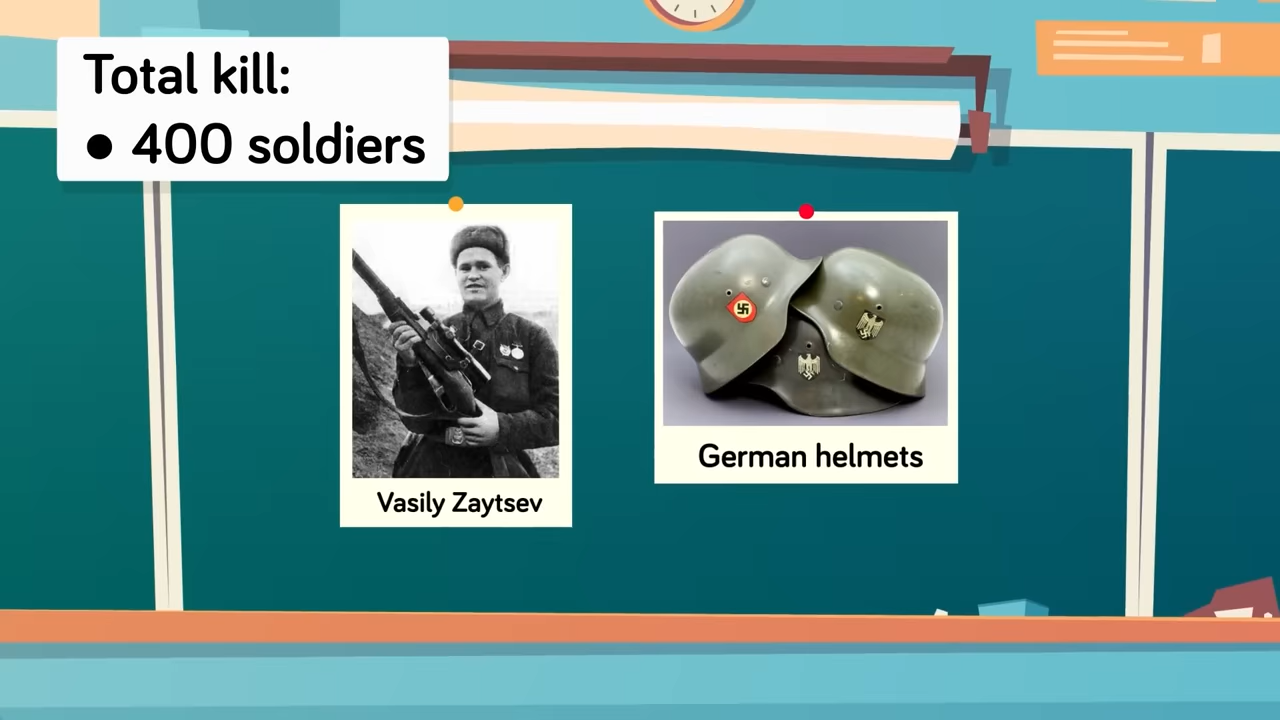 Total kill:
● 400 soldiers
Vasily Zaytsev
German helmets